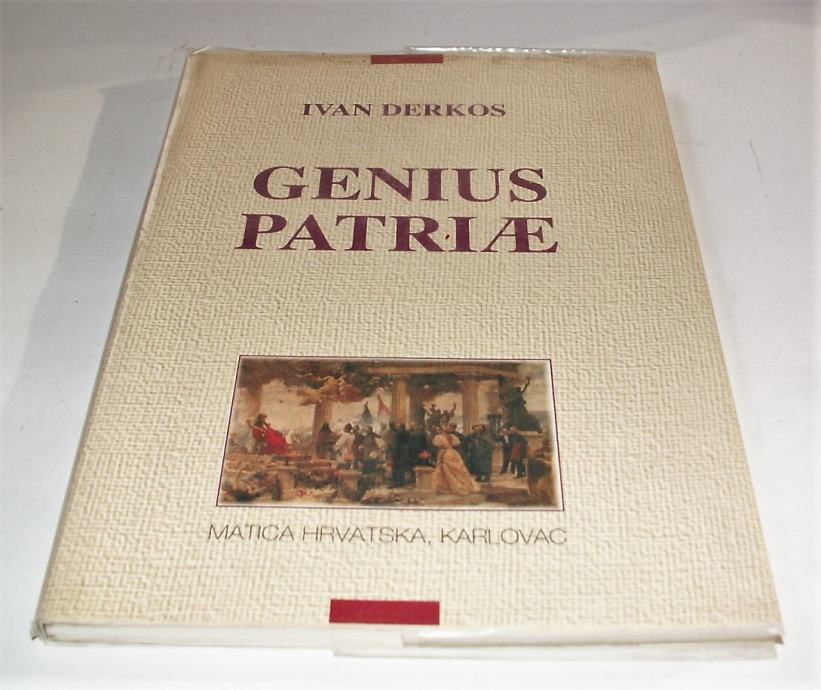 IVAN DERKOS
GENIUS
PATRIÆ
MATICA HRVATSKA, KARLOVAC